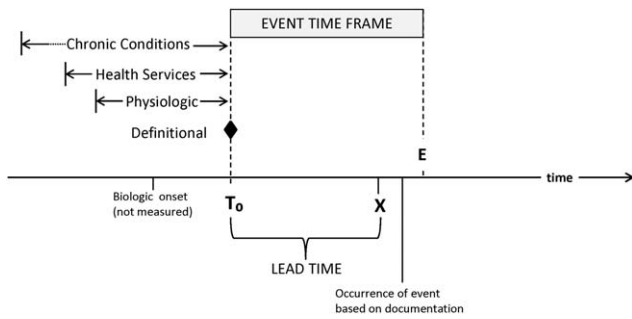 EVENT TIME FRAME
Chronic Conditions
Health Services
Physiologic
Definitional
E
time
Biologic onset
(not measured)
T₀
X
LEAD TIME
Occurrence of event
based on documentation